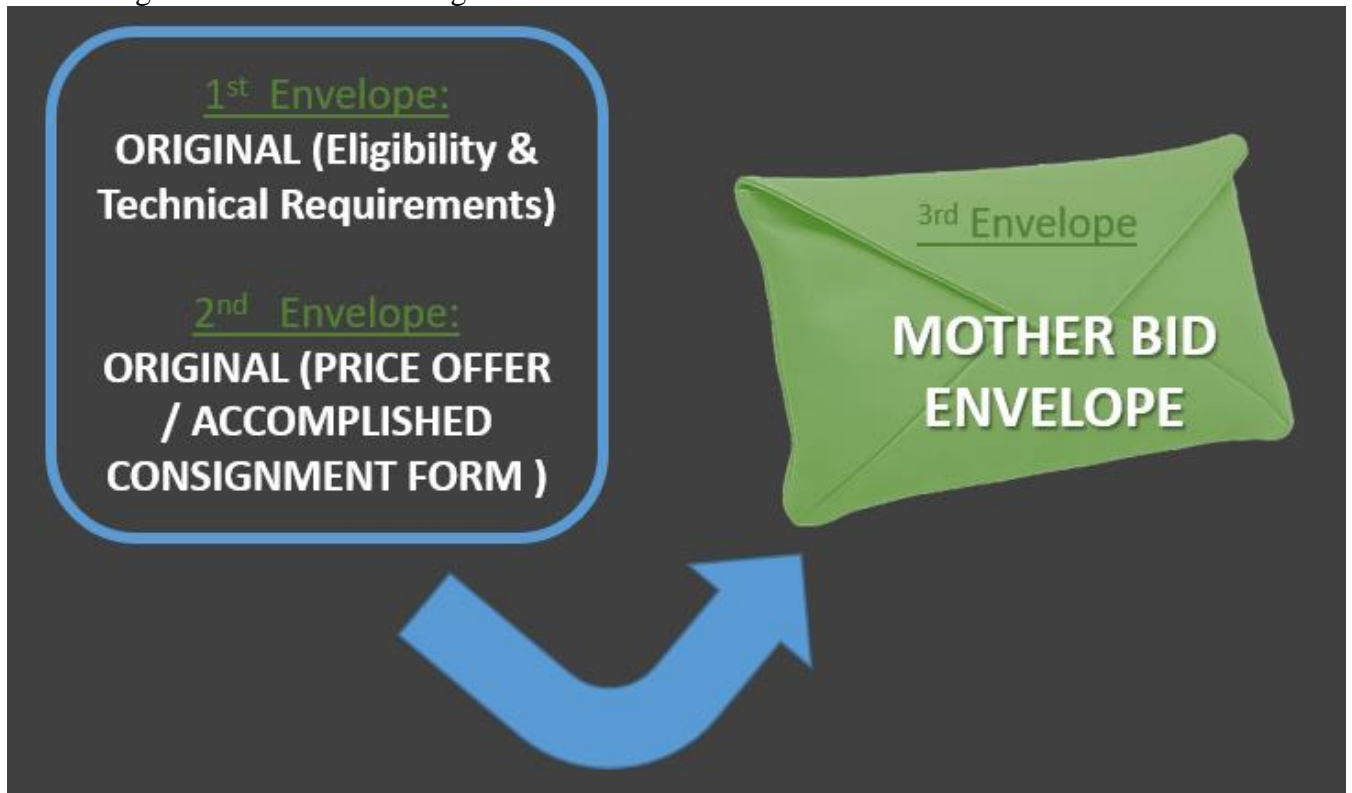 1st Envelope:
ORIGINAL (Eligibility &
Technical Requirements)
2nd Envelope:
ORIGINAL (PRICE OFFER
/ ACCOMPLISHED
CONSIGNMENT FORM )
3rd Envelope
MOTHER BID
ENVELOPE